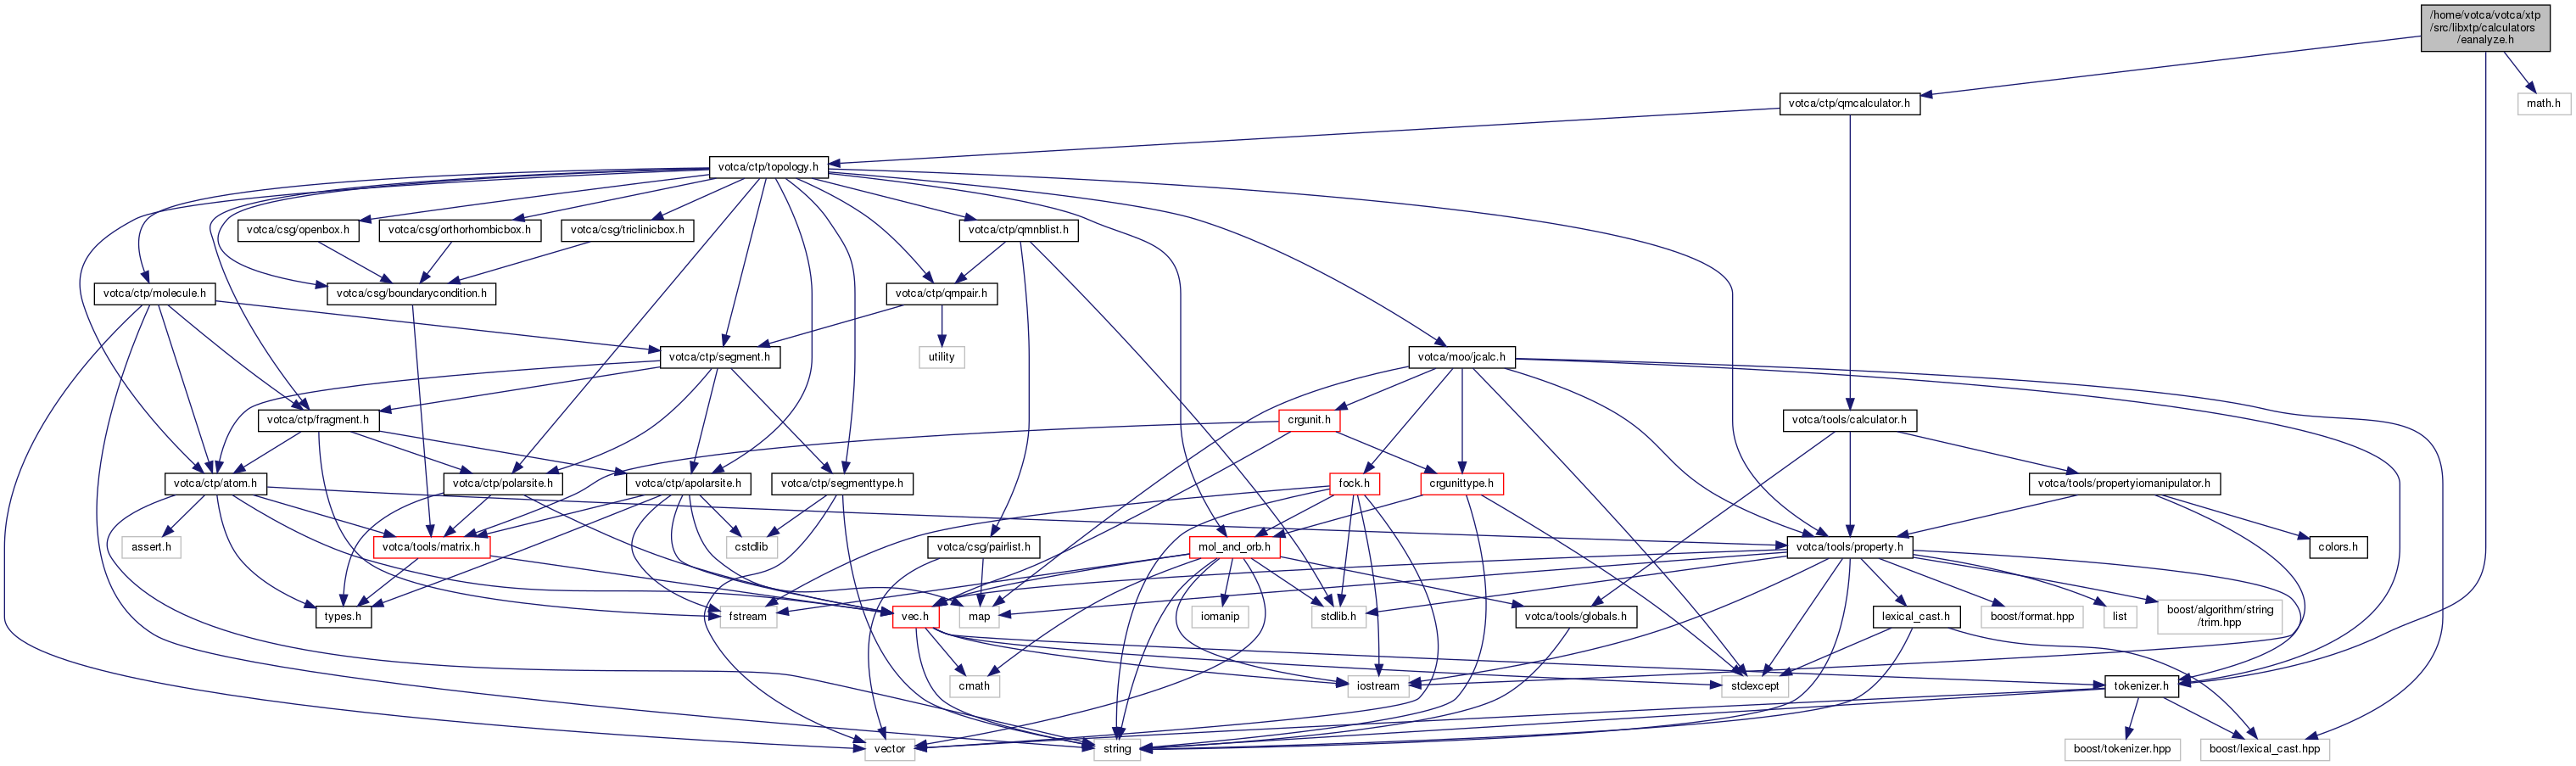 /home/votca/votca/xtp
/src/libxtp/calculators
/eanalyze.h
votca/ctp/qmcalculator.h
math.h
votca/ctp/topology.h
votca/csg/openbox.h
votca/csg/orthorhombicbox.h
votca/csg/triclinicbox.h
votca/ctp/qmnblist.h
votca/ctp/molecule.h
votca/csg/boundarycondition.h
votca/ctp/qmpair.h
votca/ctp/segment.h
utility
votca/moo/jcalc.h
votca/ctp/fragment.h
crgunit.h
votca/tools/calculator.h
votca/ctp/atom.h
votca/ctp/polarsite.h
votca/ctp/apolarsite.h
votca/ctp/segmenttype.h
fock.h
crgunittype.h
votca/tools/propertyiomanipulator.h
assert.h
votca/tools/matrix.h
cstdlib
votca/csg/pairlist.h
mol_and_orb.h
votca/tools/property.h
colors.h
types.h
fstream
vec.h
map
iomanip
stdlib.h
votca/tools/globals.h
lexical_cast.h
boost/format.hpp
list
boost/algorithm/string
/trim.hpp
cmath
iostream
stdexcept
tokenizer.h
vector
string
boost/tokenizer.hpp
boost/lexical_cast.hpp